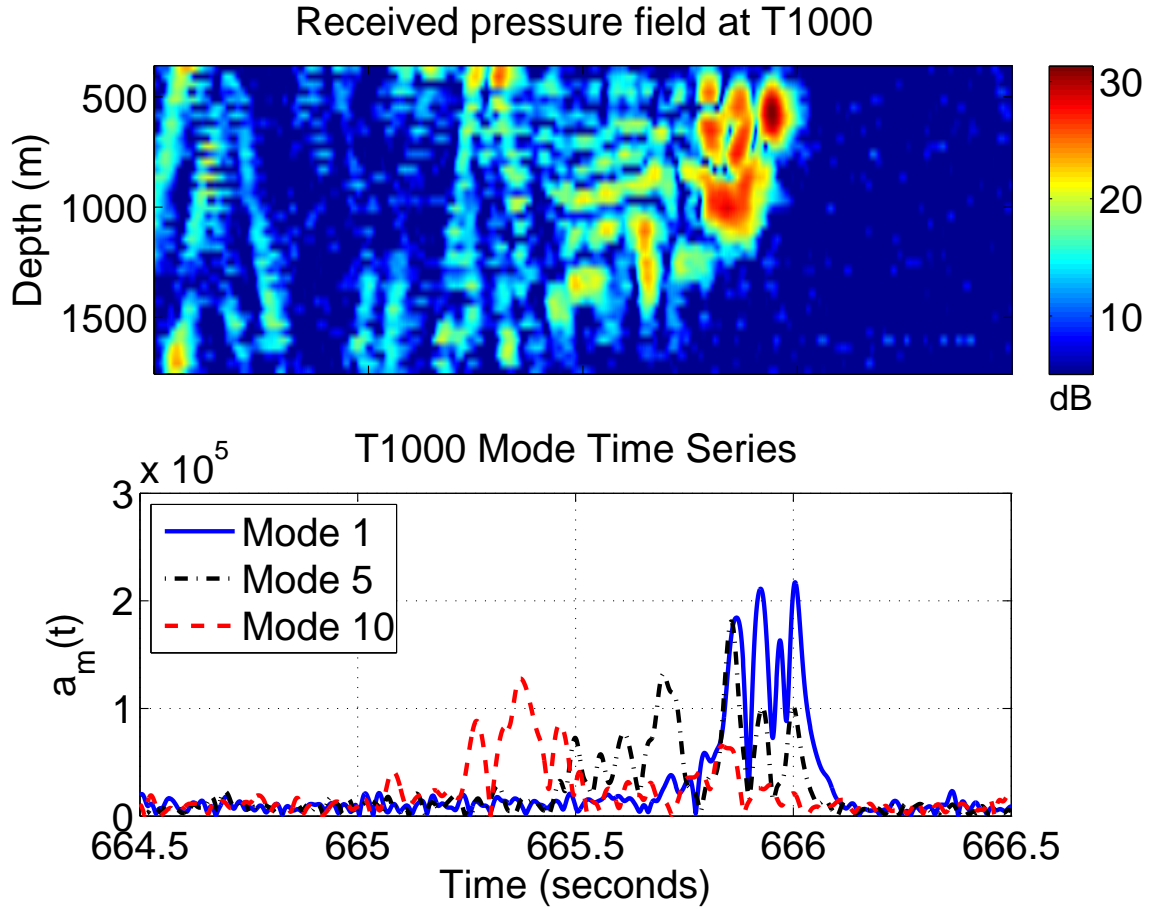 Received pressure field at T1000
Depth (m)
500
1000
1500
30
20
10
dB
T1000 Mode Time Series
x 10^5
a_m(t)
3
2
1
0
Mode 1
Mode 5
Mode 10
664.5 665 665.5 666 666.5
Time (seconds)